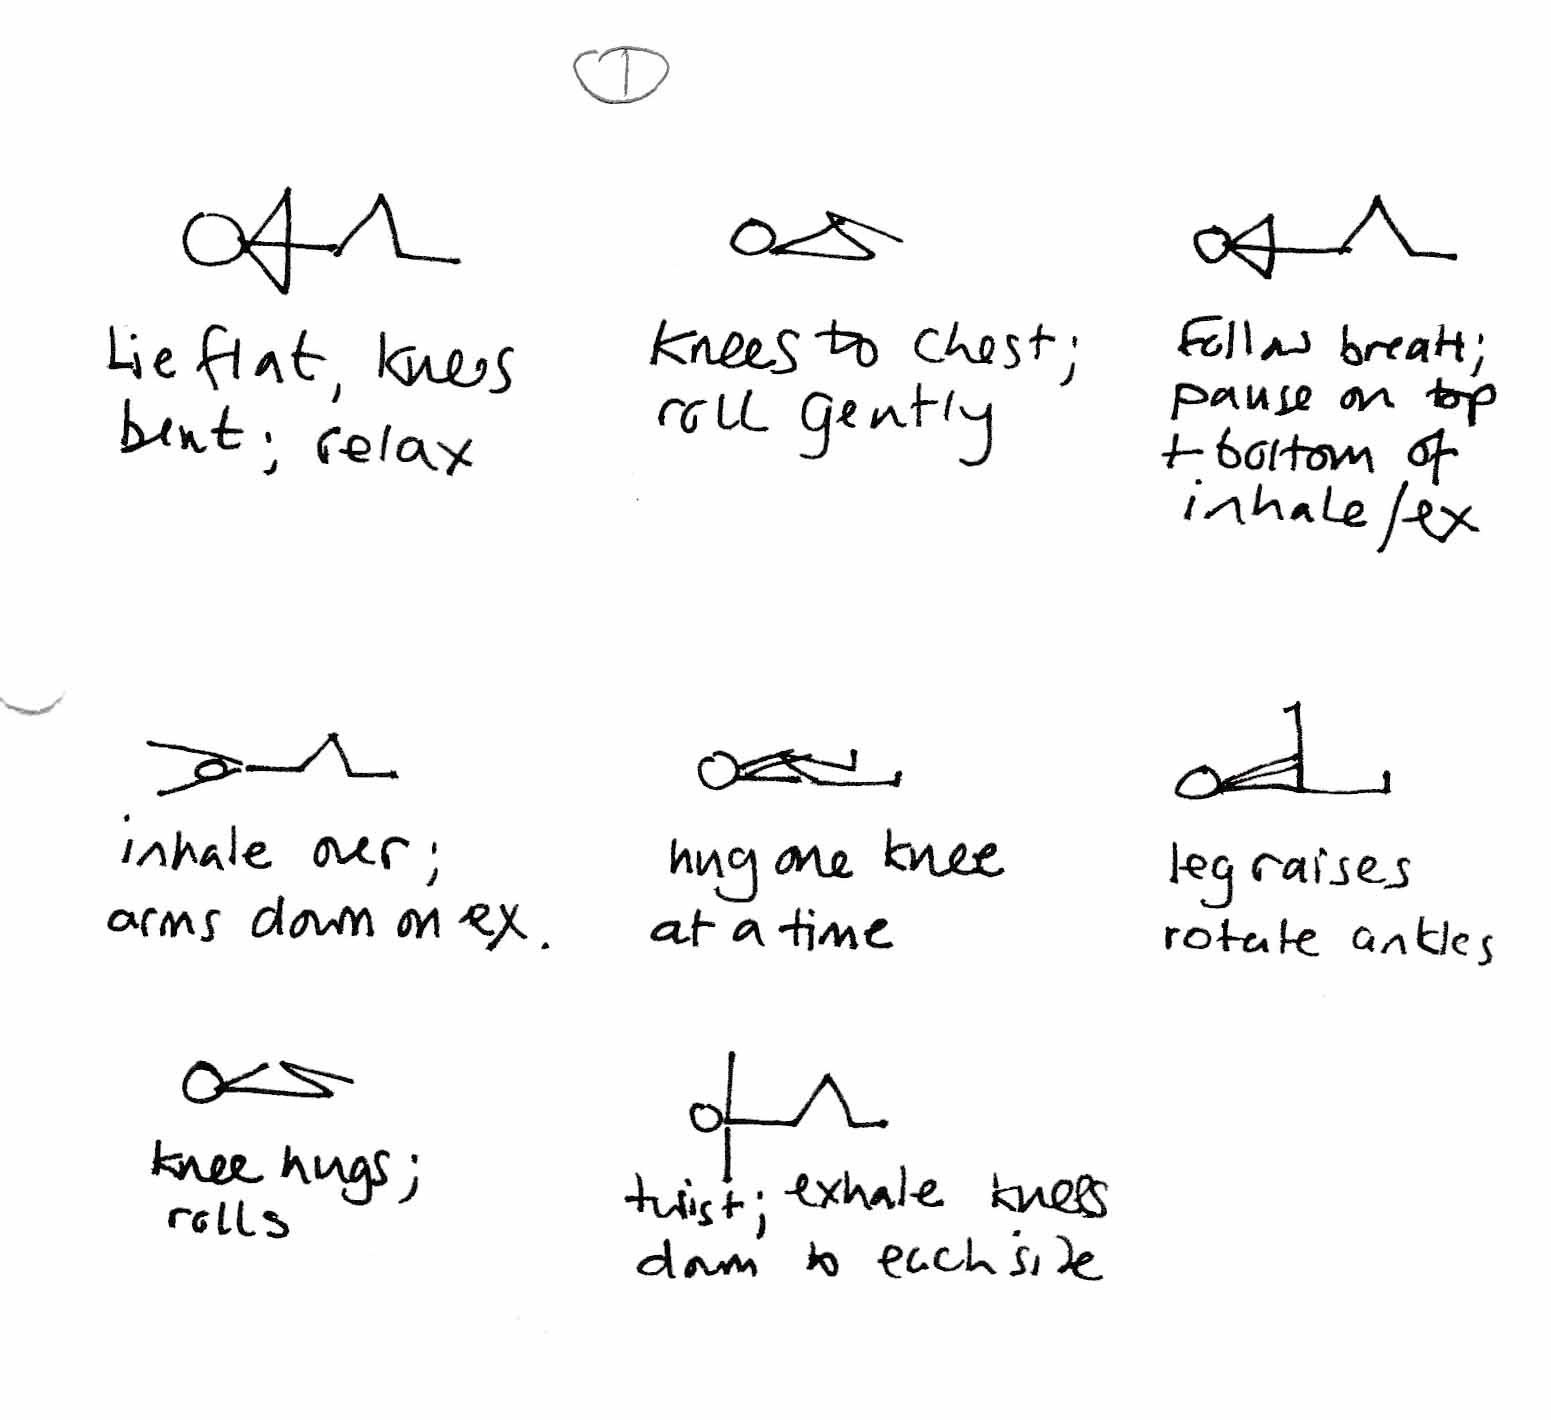 1
Lie flat, knees
bent; relax
Knees to chest;
roll gently
Follow breath;
pause on top
+ bottom of
inhale/ex
inhale over;
arms down on ex.
hug one knee
at a time
leg raises
rotate ankles
knee hugs;
rolls
twist; exhale knees
down to each side